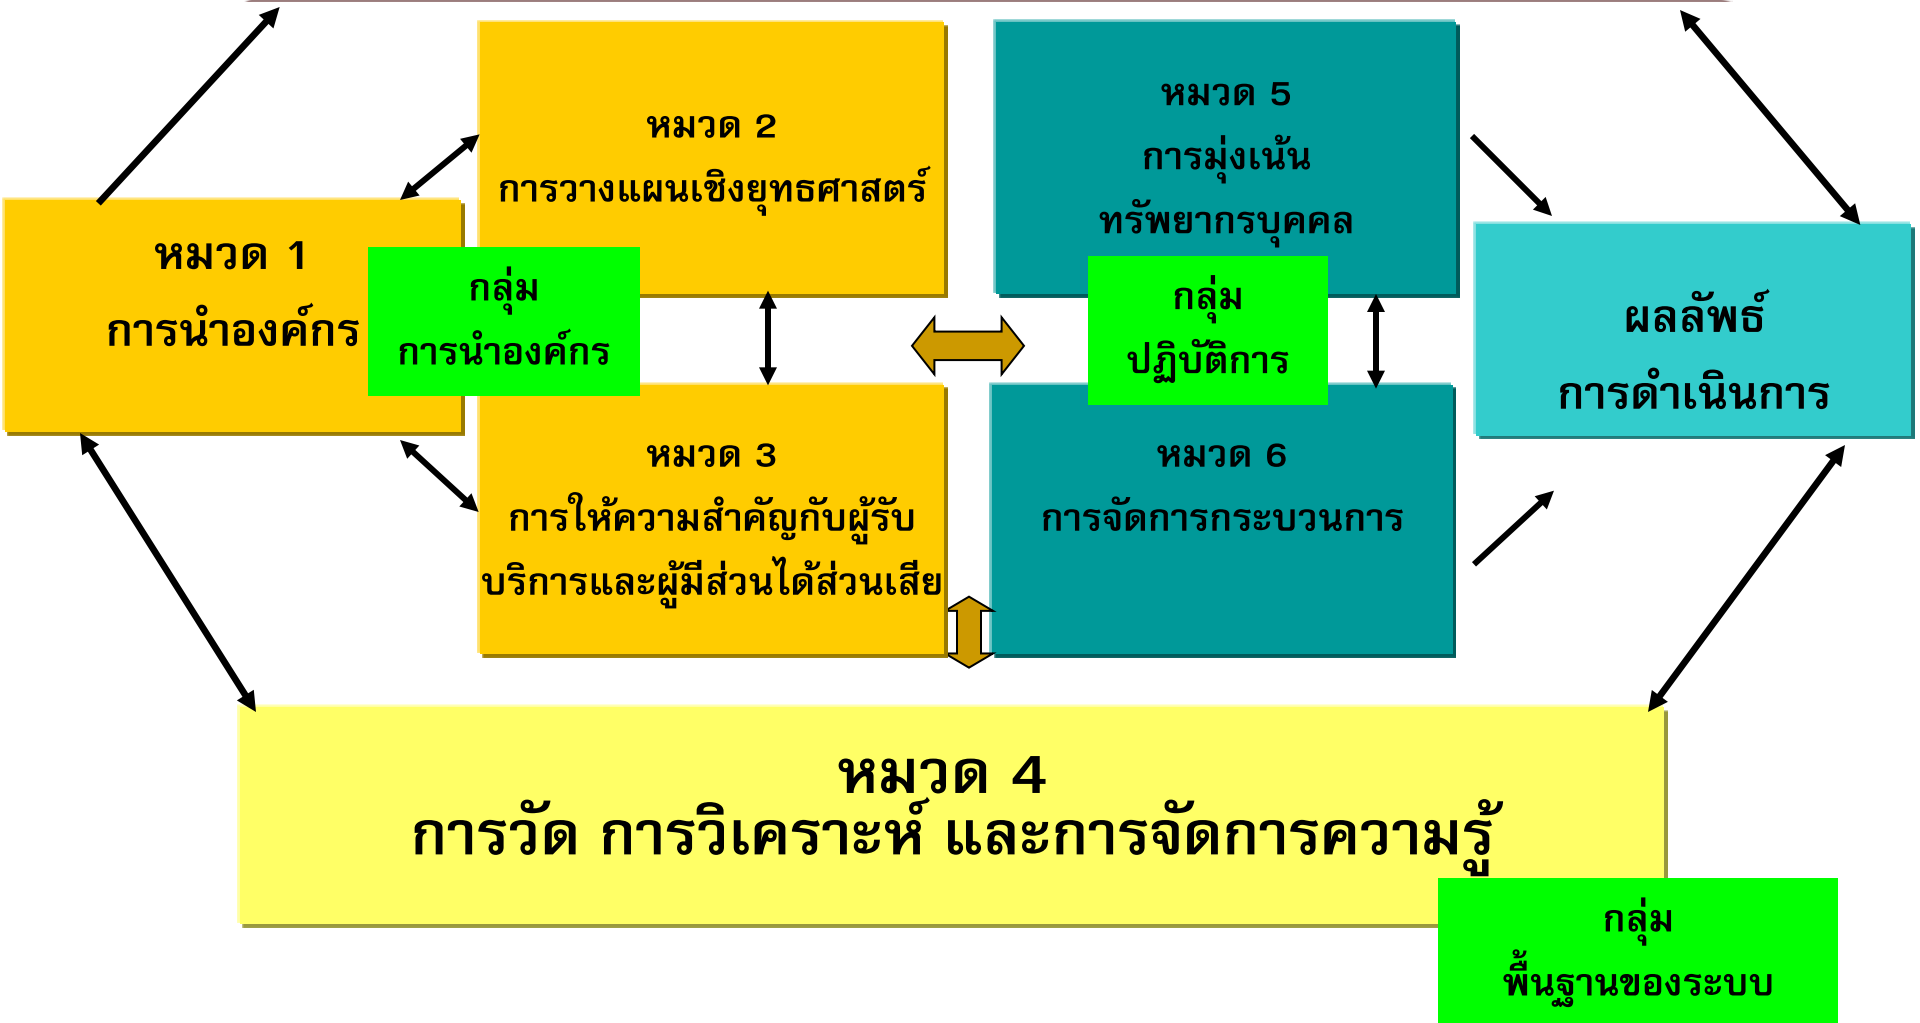 หมวด 1
การนำองค์กร
กลุ่ม
การนำองค์กร
หมวด 2
การวางแผนเชิงยุทธศาสตร์
หมวด 3
การให้ความสำคัญกับผู้รับ
บริการและผู้มีส่วนได้ส่วนเสีย
หมวด 5
การมุ่งเน้น
ทรัพยากรบุคคล
กลุ่ม
ปฏิบัติการ
หมวด 6
การจัดการกระบวนการ
ผลลัพธ์
การดำเนินการ
หมวด 4
การวัด การวิเคราะห์ และการจัดการความรู้
กลุ่ม
พื้นฐานของระบบ